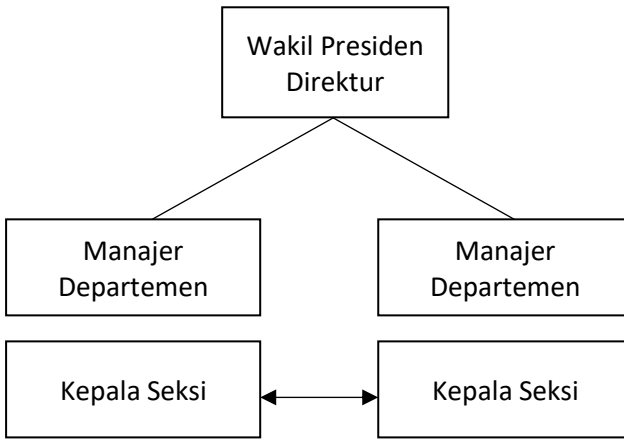 Wakil Presiden
Direktur
Manajer
Departemen
Manajer
Departemen
Kepala Seksi
Kepala Seksi